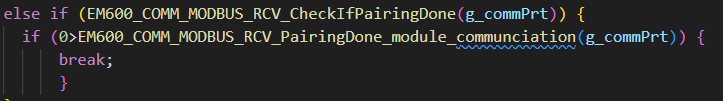 else if (EM600_COMM_MODBUS_RCV_CheckIfPairingDone(g_commPrt)) {
if (0>EM600_COMM_MODBUS_RCV_PairingDone_module_communciation(g_commPrt)) {
break;
}